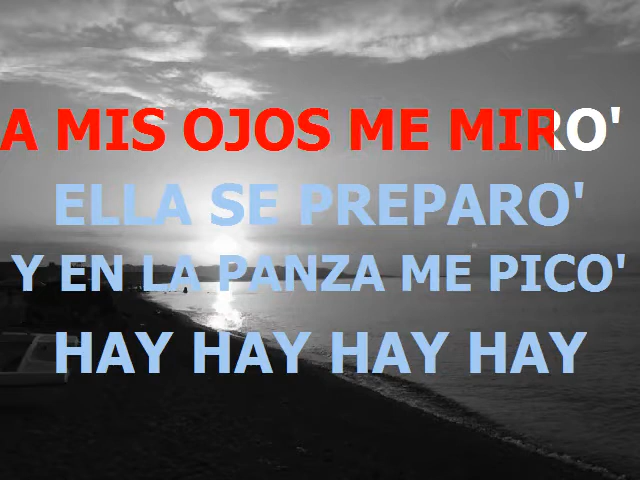 A MIS OJOS ME MIRO'
ELLA SE PREPARO'
Y EN LA PANZA ME PICO'
HAY HAY HAY HAY